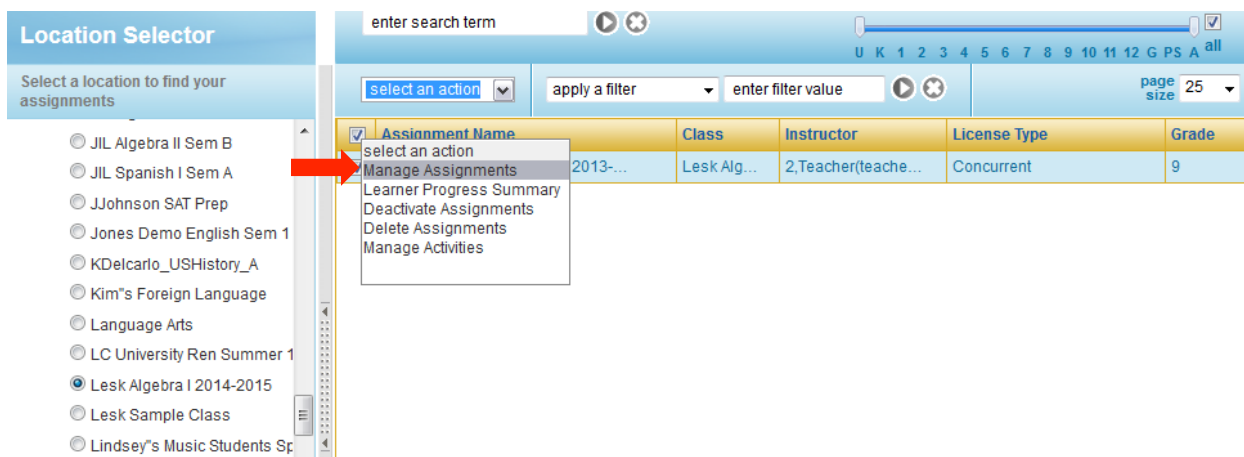 Location Selector
Select a location to find your
assignments
JIL Algebra II Sem B
JIL Spanish I Sem A
JJohnson SAT Prep
Jones Demo English Sem 1
KDelcarlo_USHistory_A
Kim"s Foreign Language
Language Arts
LC University Ren Summer 1
Lesk Algebra I 2014-2015
Lesk Sample Class
Lindsey"s Music Students Sp
enter search term
U K 1 2 3 4 5 6 7 8 9 10 11 12 G PS A all
select an action apply a filter enter filter value page size 25
Assignment Name Class Instructor License Type Grade
2013-... Lesk Alg... 2,Teacher(teache... Concurrent 9
select an action
Manage Assignments
Learner Progress Summary
Deactivate Assignments
Delete Assignments
Manage Activities